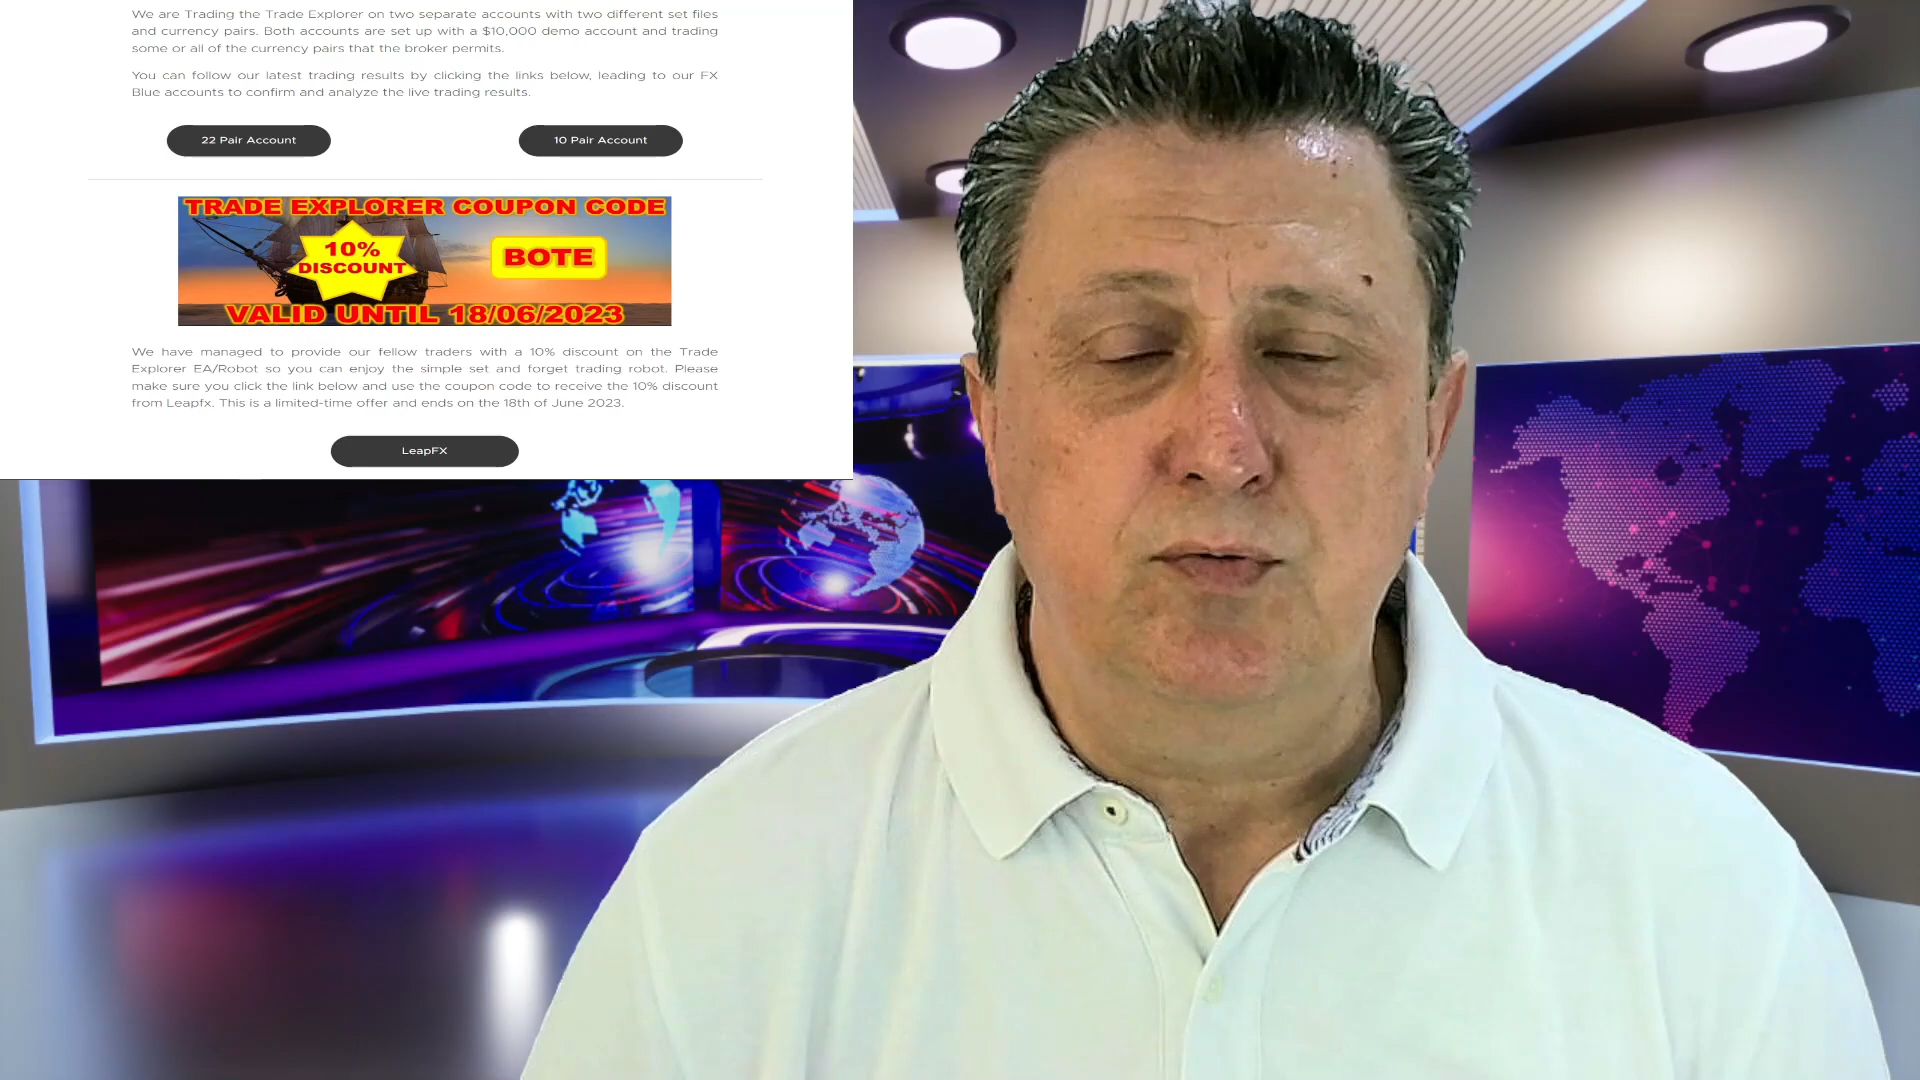 We are Trading the Trade Explorer on two separate accounts with two different set files
and currency pairs. Both accounts are set up with a $10,000 demo account and trading
some or all of the currency pairs that the broker permits.
You can follow our latest trading results by clicking the links below, leading to our FX
Blue accounts to confirm and analyze the live trading results.
22 Pair Account
10 Pair Account
TRADE EXPLORER COUPON CODE
10%
DISCOUNT
BOTE
VALID UNTIL 18/06/2023
We have managed to provide our fellow traders with a 10% discount on the Trade
Explorer EA/Robot so you can enjoy the simple set and forget trading robot. Please
make sure you click the link below and use the coupon code to receive the 10% discount
from Leapfx. This is a limited-time offer and ends on the 18th of June 2023.
LeapFX